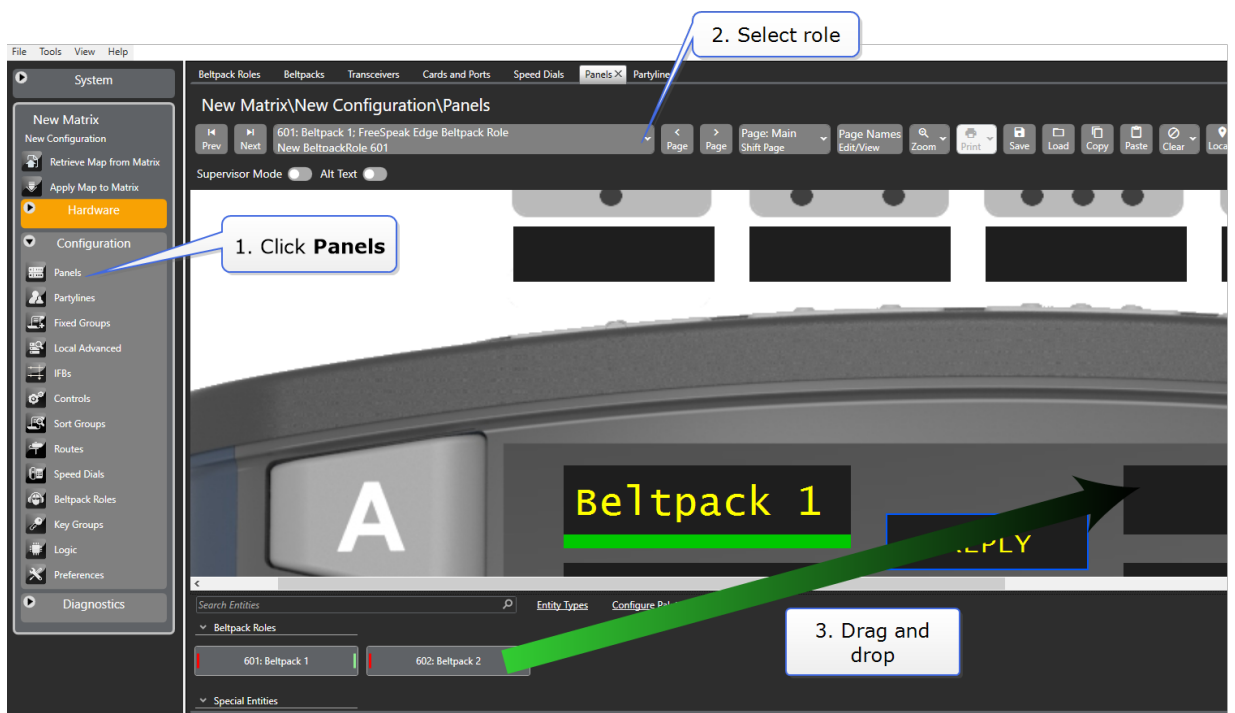 2. Select role
File Tools View Help
System
New Matrix
New Configuration
Retrieve Map from Matrix
Apply Map to Matrix
Hardware
Configuration
Panels
Partylines
Fixed Groups
Local Advanced
IFBs
Controls
Sort Groups
Routes
Speed Dials
Beltpack Roles
Key Groups
Logic
Preferences
Diagnostics
Beltpack Roles Beltpacks Transceivers Cards and Ports Speed Dials Panels X Partyline
New Matrix\New Configuration\Panels
Prev Next
601: Beltpack 1; FreeSpeak Edge Beltpack Role
New BeltpackRole 601
Page Page
Page: Main
Shift Page
Page Names
Edit/View
Zoom Print Save Load Copy Paste Clear
Supervisor Mode Alt Text
1. Click Panels
A
Beltpack 1
Search Entities
Entity Types Configure
Beltpack Roles
601: Beltpack 1 602: Beltpack 2
Special Entities
3. Drag and
drop